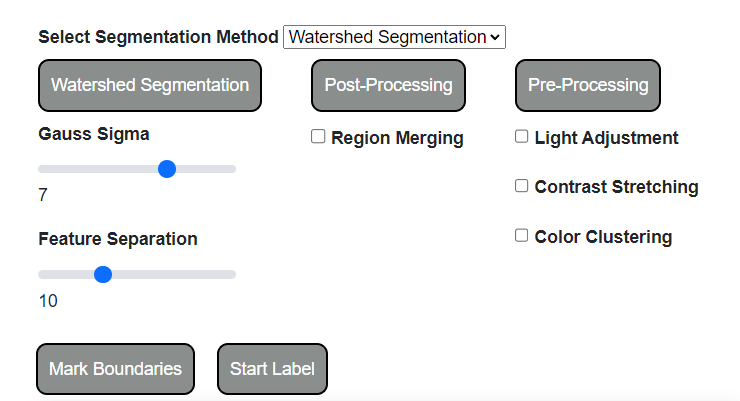 Select Segmentation Method Watershed Segmentation
Watershed Segmentation Post-Processing Pre-Processing
Gauss Sigma Region Merging Light Adjustment
7 Contrast Stretching
Feature Separation Color Clustering
10
Mark Boundaries Start Label